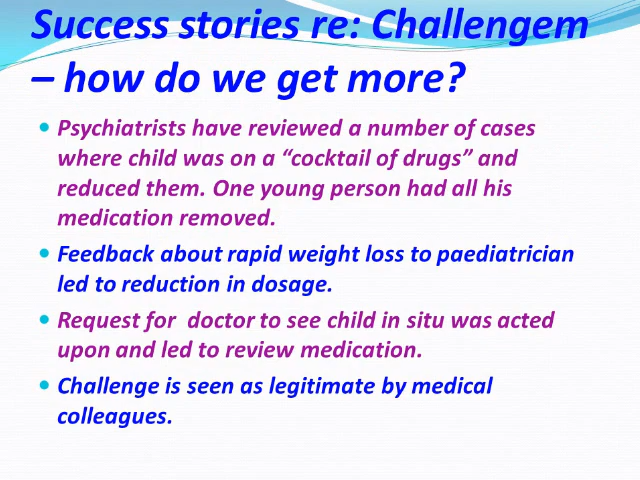 Success stories re: Challengem
– how do we get more?
• Psychiatrists have reviewed a number of cases
where child was on a “cocktail of drugs” and
reduced them. One young person had all his
medication removed.
• Feedback about rapid weight loss to paediatrician
led to reduction in dosage.
• Request for  doctor to see child in situ was acted
upon and led to review medication.
• Challenge is seen as legitimate by medical
colleagues.